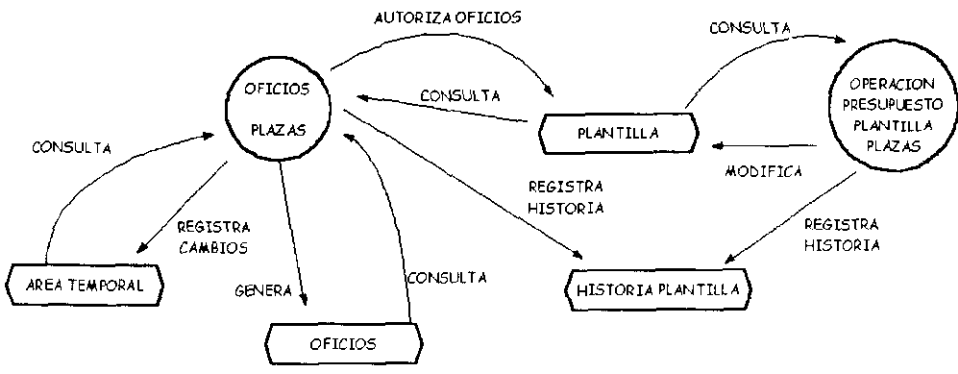 AUTORIZA OFICIOS
CONSULTA
OFICIOS
PLAZAS
CONSULTA
OPERACION
PRESUPUESTO
PLANTILLA
PLAZAS
PLANTILLA
CONSULTA
MODIFICA
REGISTRA
HISTORIA
REGISTRA
CAMBIOS
REGISTRA
HISTORIA
AREA TEMPORAL
GENERA
CONSULTA
HISTORIA PLANTILLA
OFICIOS